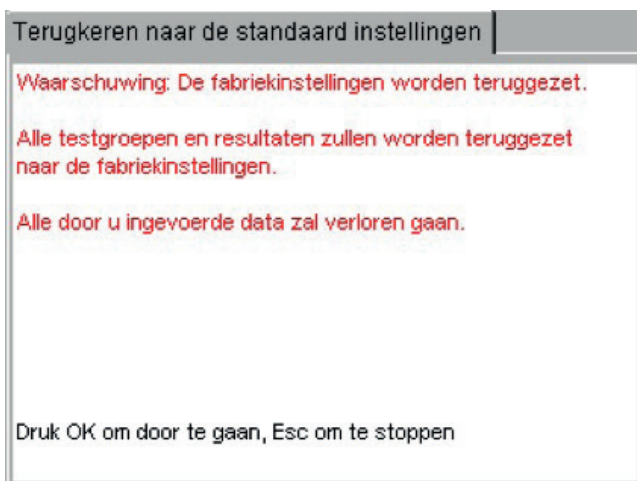 Terugkeren naar de standaard instellingen
Waarschuwing: De fabriekinstellingen worden teruggezet.
Alle testgroepen en resultaten zullen worden teruggezet
naar de fabriekinstellingen.
Alle door u ingevoerde data zal verloren gaan.
Druk OK om door te gaan, Esc om te stoppen